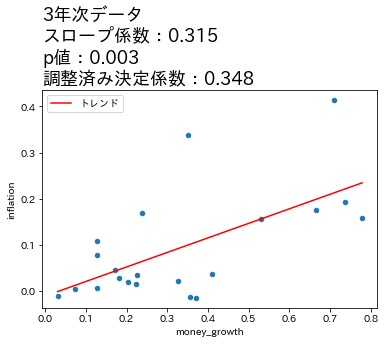 3年次データ
スロープ係数：0.315
p値：0.003
調整済み決定係数：0.348
トレンド
0.4
0.3
0.2
0.1
0.0
inflation
0.0 0.1 0.2 0.3 0.4 0.5 0.6 0.7 0.8
money_growth